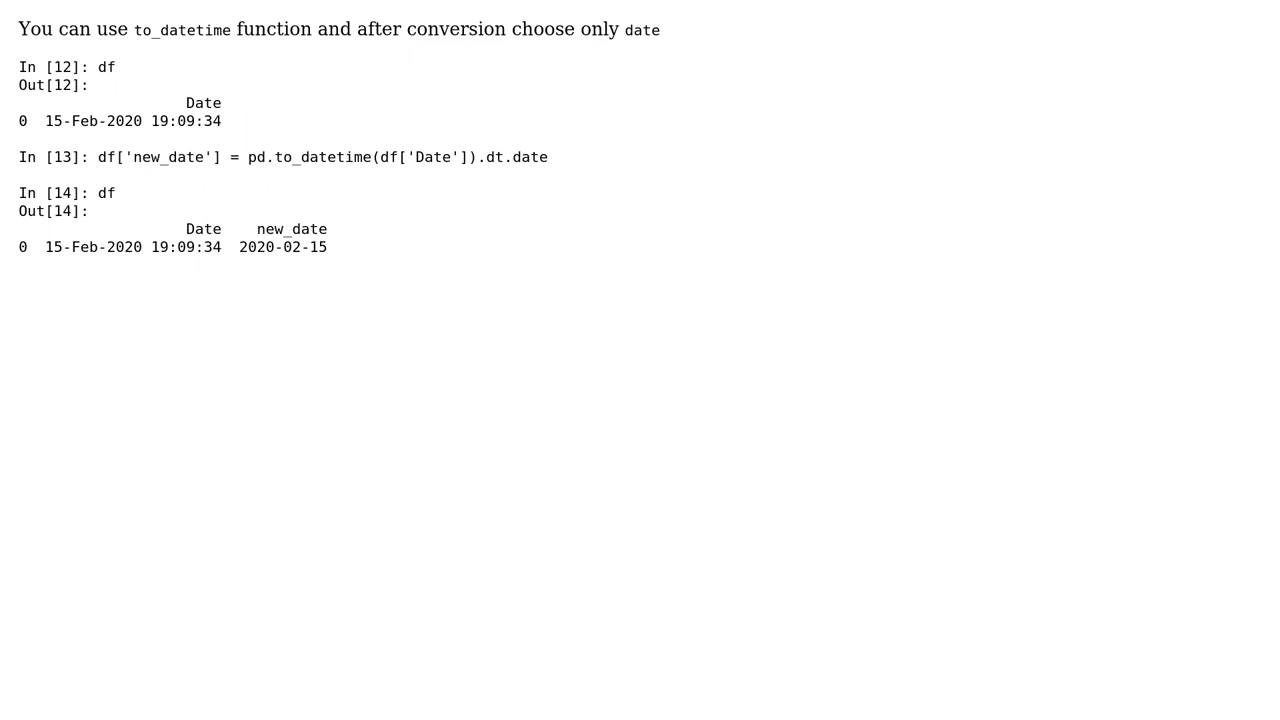 You can use to_datetime function and after conversion choose only date
In [12]: df
Out[12]:
                   Date
0  15-Feb-2020 19:09:34
In [13]: df['new_date'] = pd.to_datetime(df['Date']).dt.date
In [14]: df
Out[14]:
                   Date    new_date
0  15-Feb-2020 19:09:34  2020-02-15